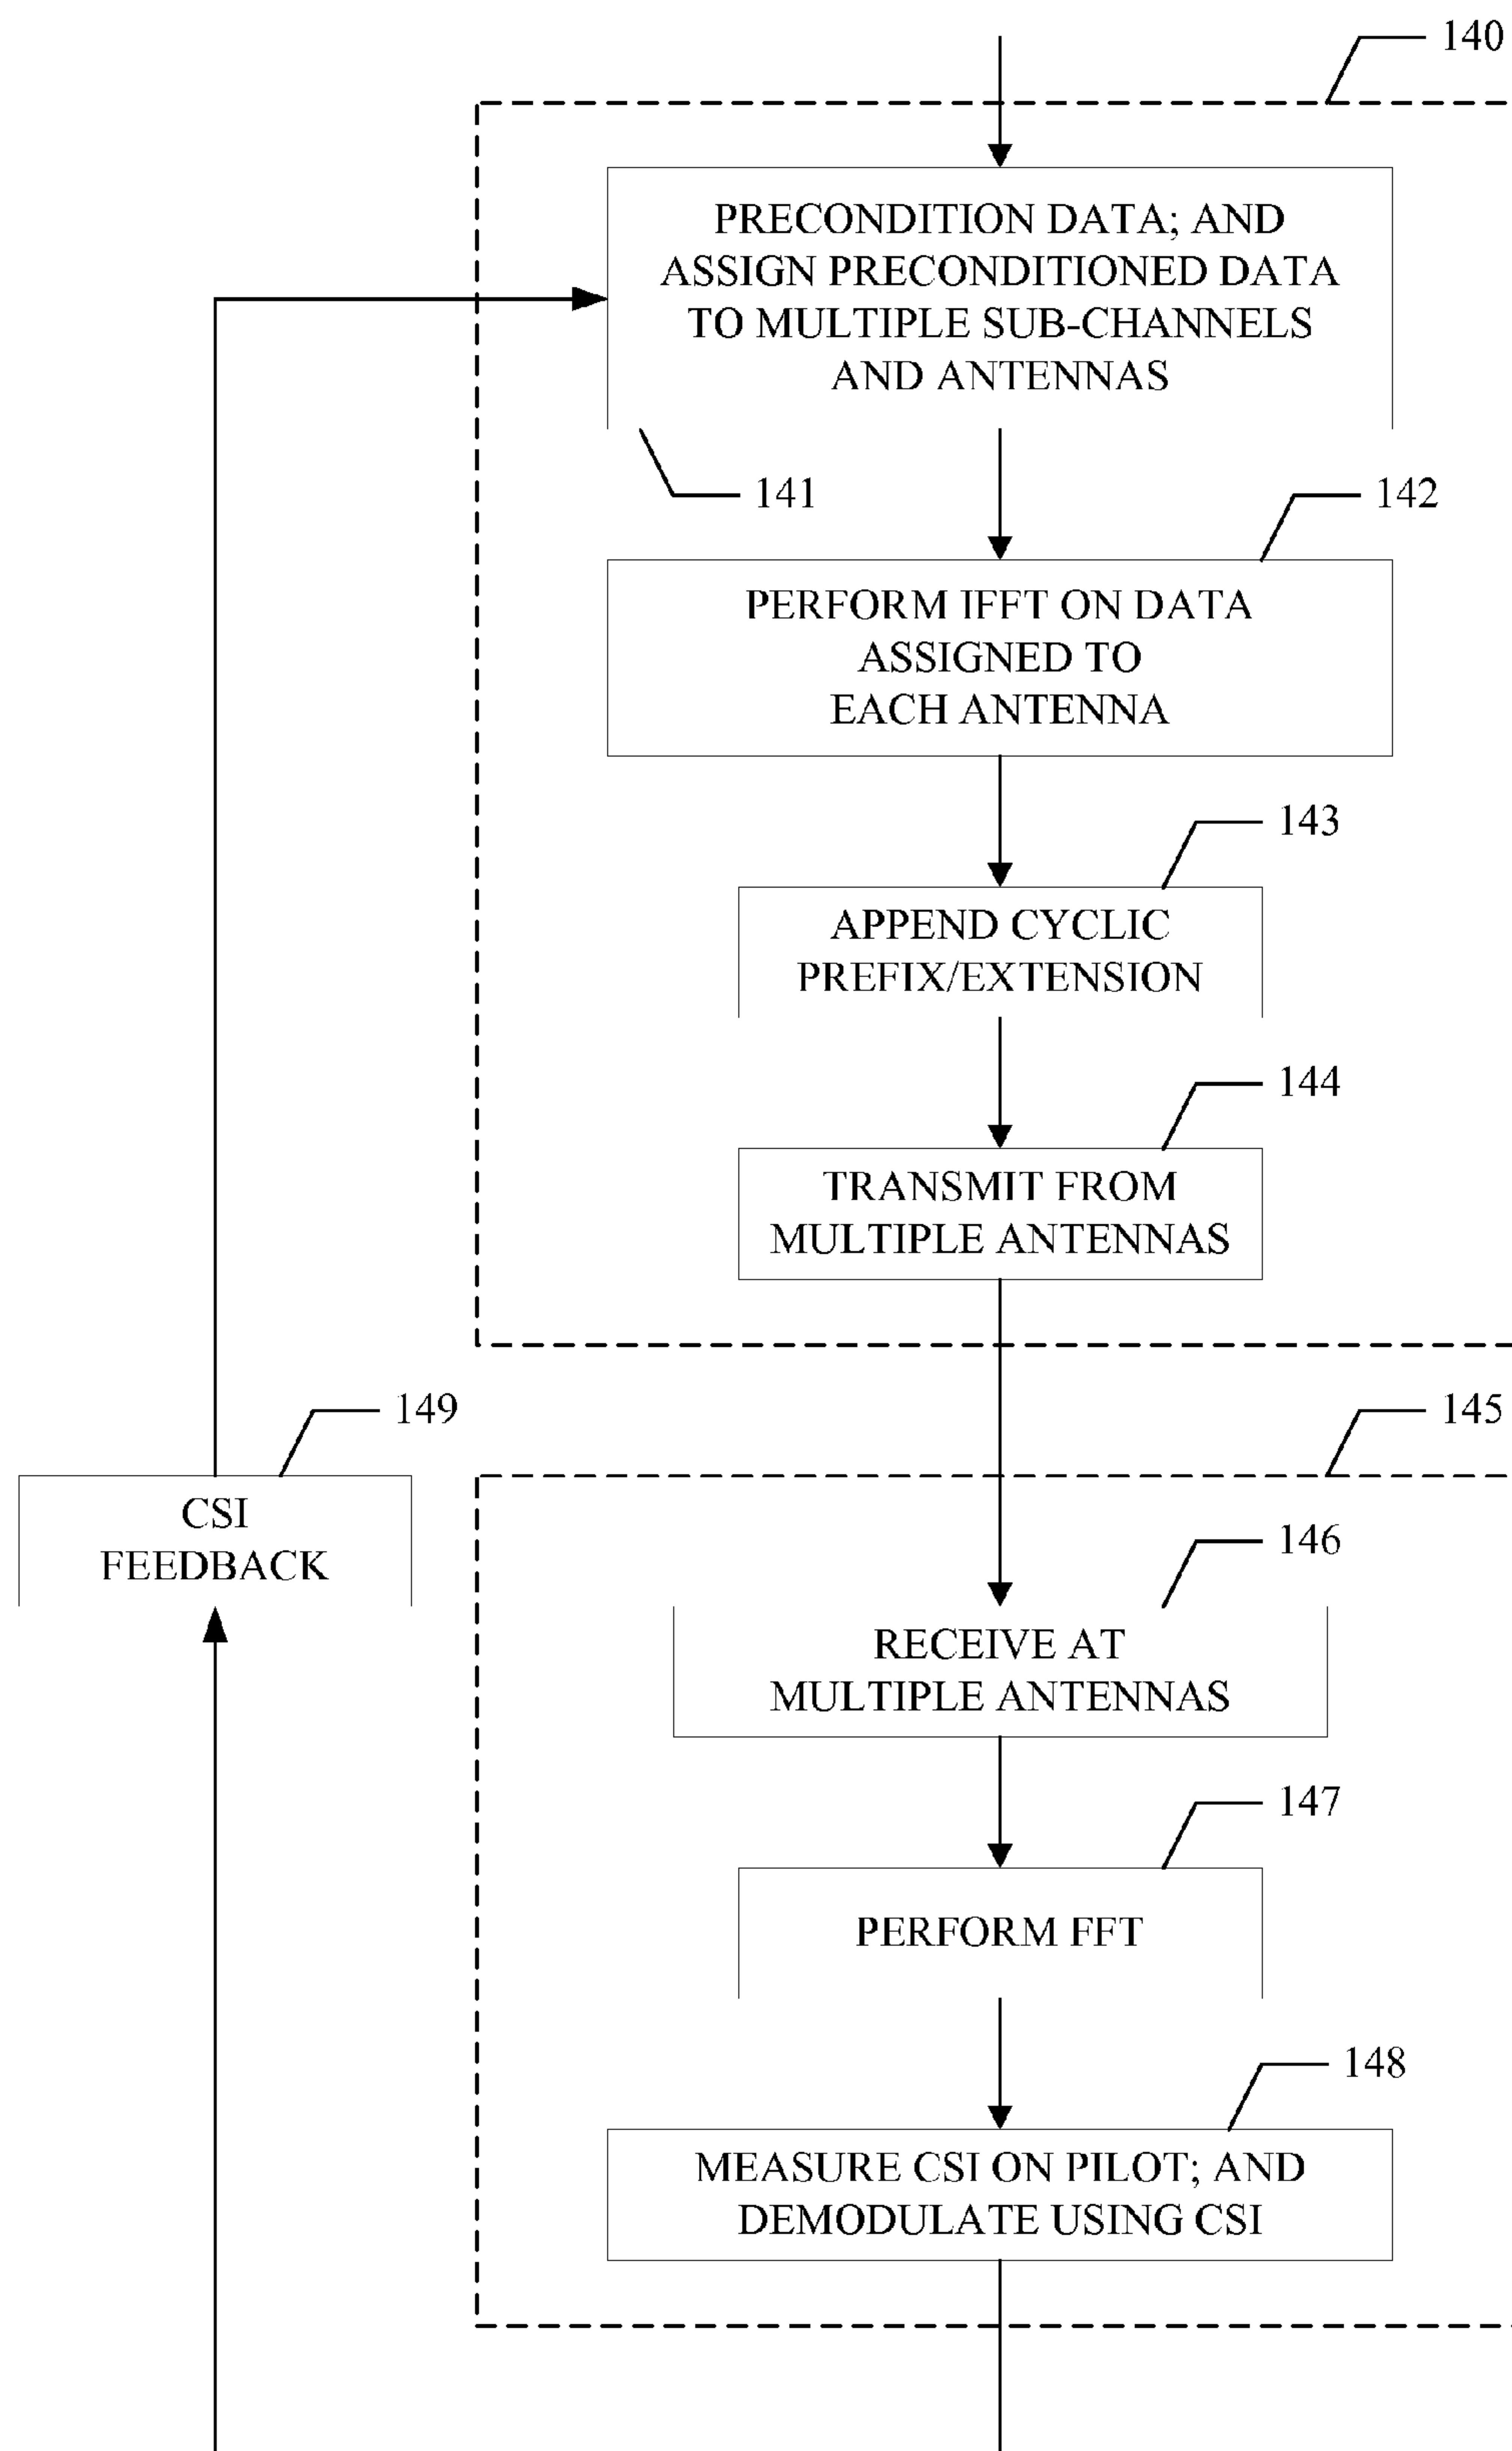 140
PRECONDITION DATA; AND
ASSIGN PRECONDITIONED DATA
TO MULTIPLE SUB-CHANNELS
AND ANTENNAS
141
142
PERFORM IFFT ON DATA
ASSIGNED TO
EACH ANTENNA
143
APPEND CYCLIC
PREFIX/EXTENSION
144
TRANSMIT FROM
MULTIPLE ANTENNAS
149
145
CSI
FEEDBACK
146
RECEIVE AT
MULTIPLE ANTENNAS
147
PERFORM FFT
148
MEASURE CSI ON PILOT; AND
DEMODULATE USING CSI